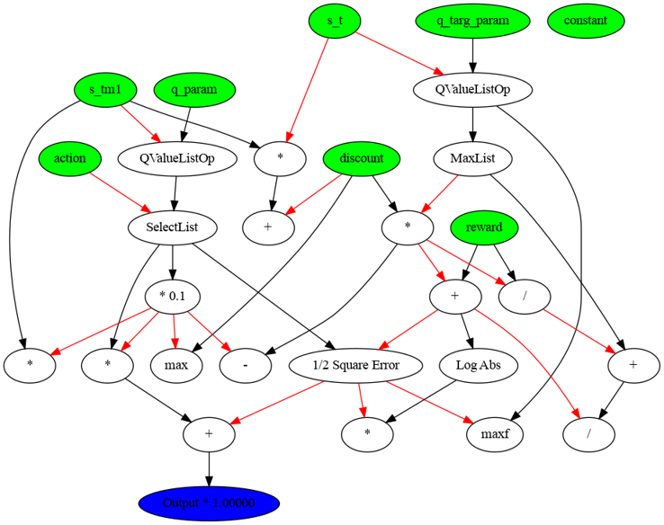 s_t
q_targ_param
constant
s_tm1
q_param
QValueListOp
action
QValueListOp
*
discount
MaxList
SelectList
+
*
reward
* 0.1
+
/
*
*
max
-
1/2 Square Error
Log Abs
+
+
*
maxf
/
Output * 1.00000